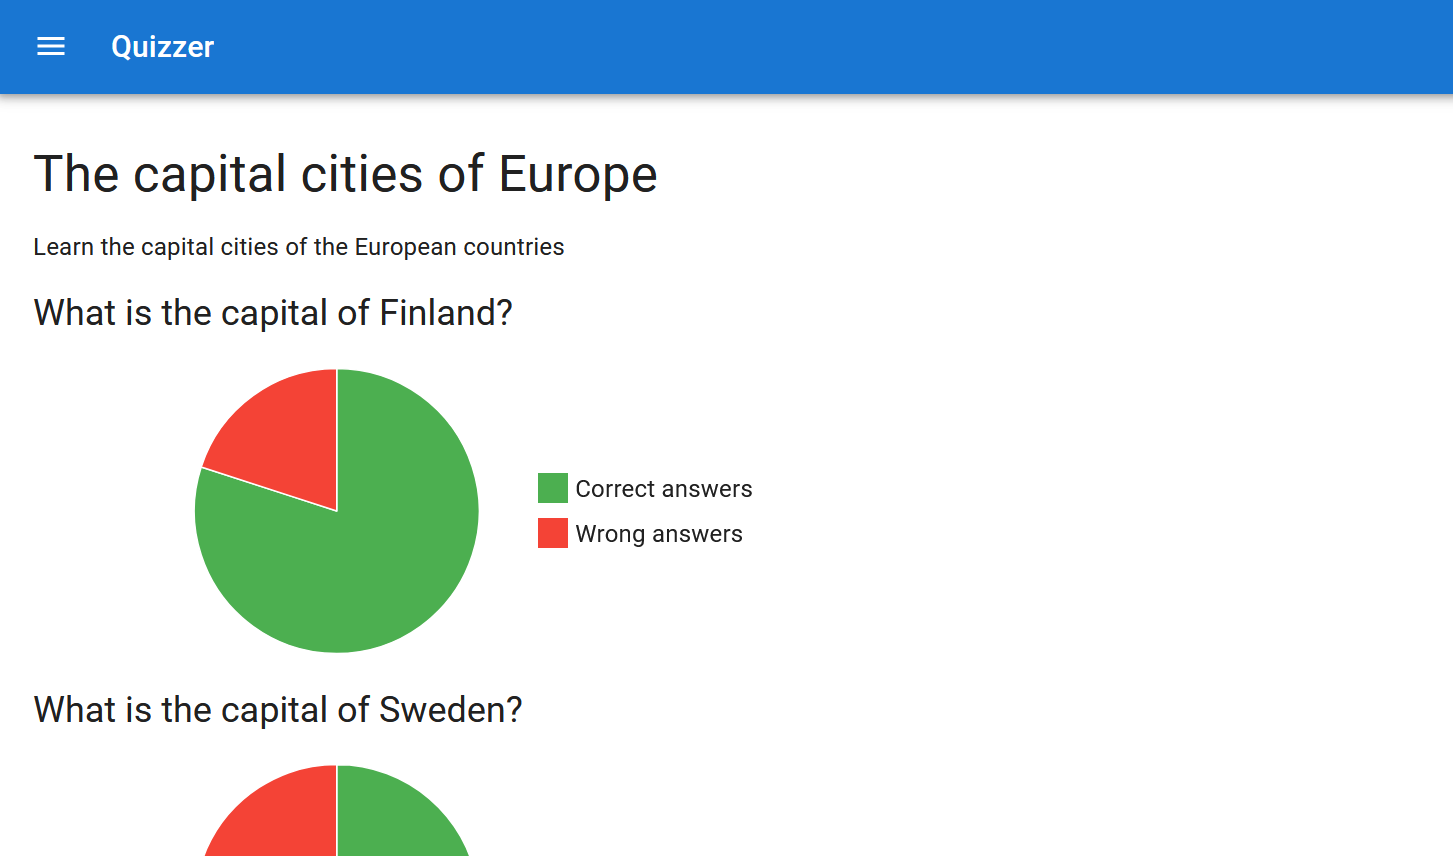 Quizzer
The capital cities of Europe
Learn the capital cities of the European countries
What is the capital of Finland?
Correct answers
Wrong answers
What is the capital of Sweden?